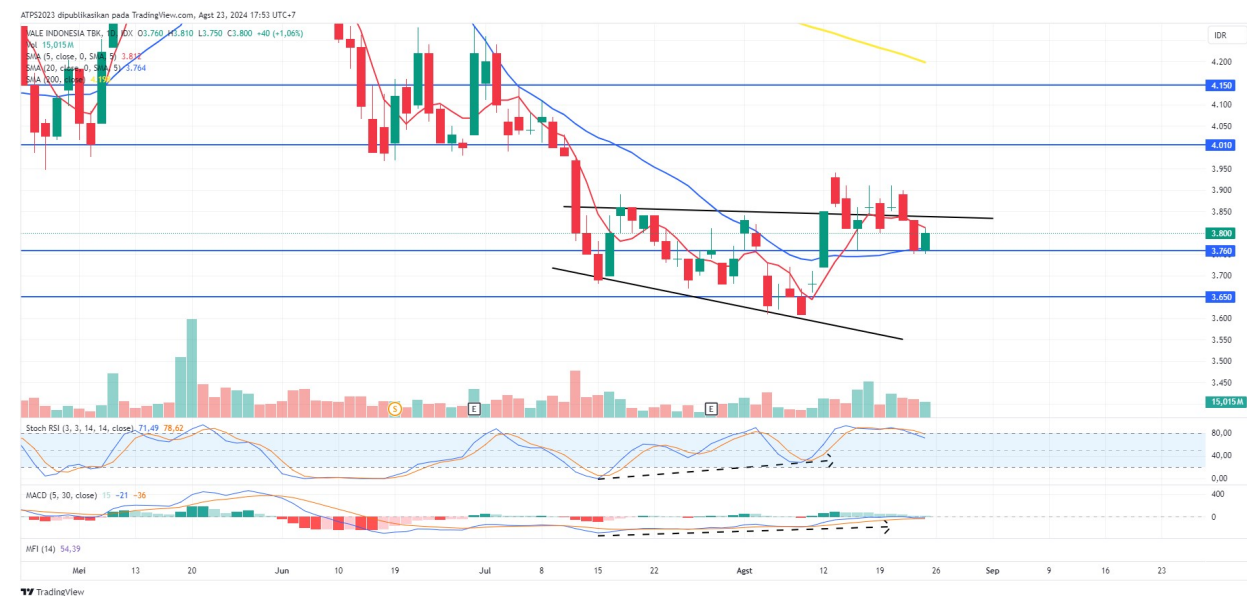 ATPS2023 dipublikasikan pada TradingView.com, Agst 23, 2024 17:53 UTC+7
VALE INDONESIA TBK, 1D, IDX O3.760 H3.810 L3.750 C3.800 +40 (+1,06%)
Vol 15,015M
SMA (5, close, 0, SMA, 5) 3.812
SMA (20, close, 0, SMA, 5) 3.764
SMA (200, close)
IDR
4.200
4.150
4.100
4.050
4.010
3.950
3.900
3.850
3.800
3.760
3.700
3.650
3.600
3.550
3.500
3.450
15,015M
S
E
E
Stoch RSI (3, 3, 14, 14, close) 71,49 78,62
80,00
40,00
0,00
MACD (5, 30, close) 15 −21 −36
400
0
MFI (14) 54,39
Mei 13 20 Jun 10 19 Jul 8 15 22 Agst 12 19 26 Sep 9 16 23
TradingView